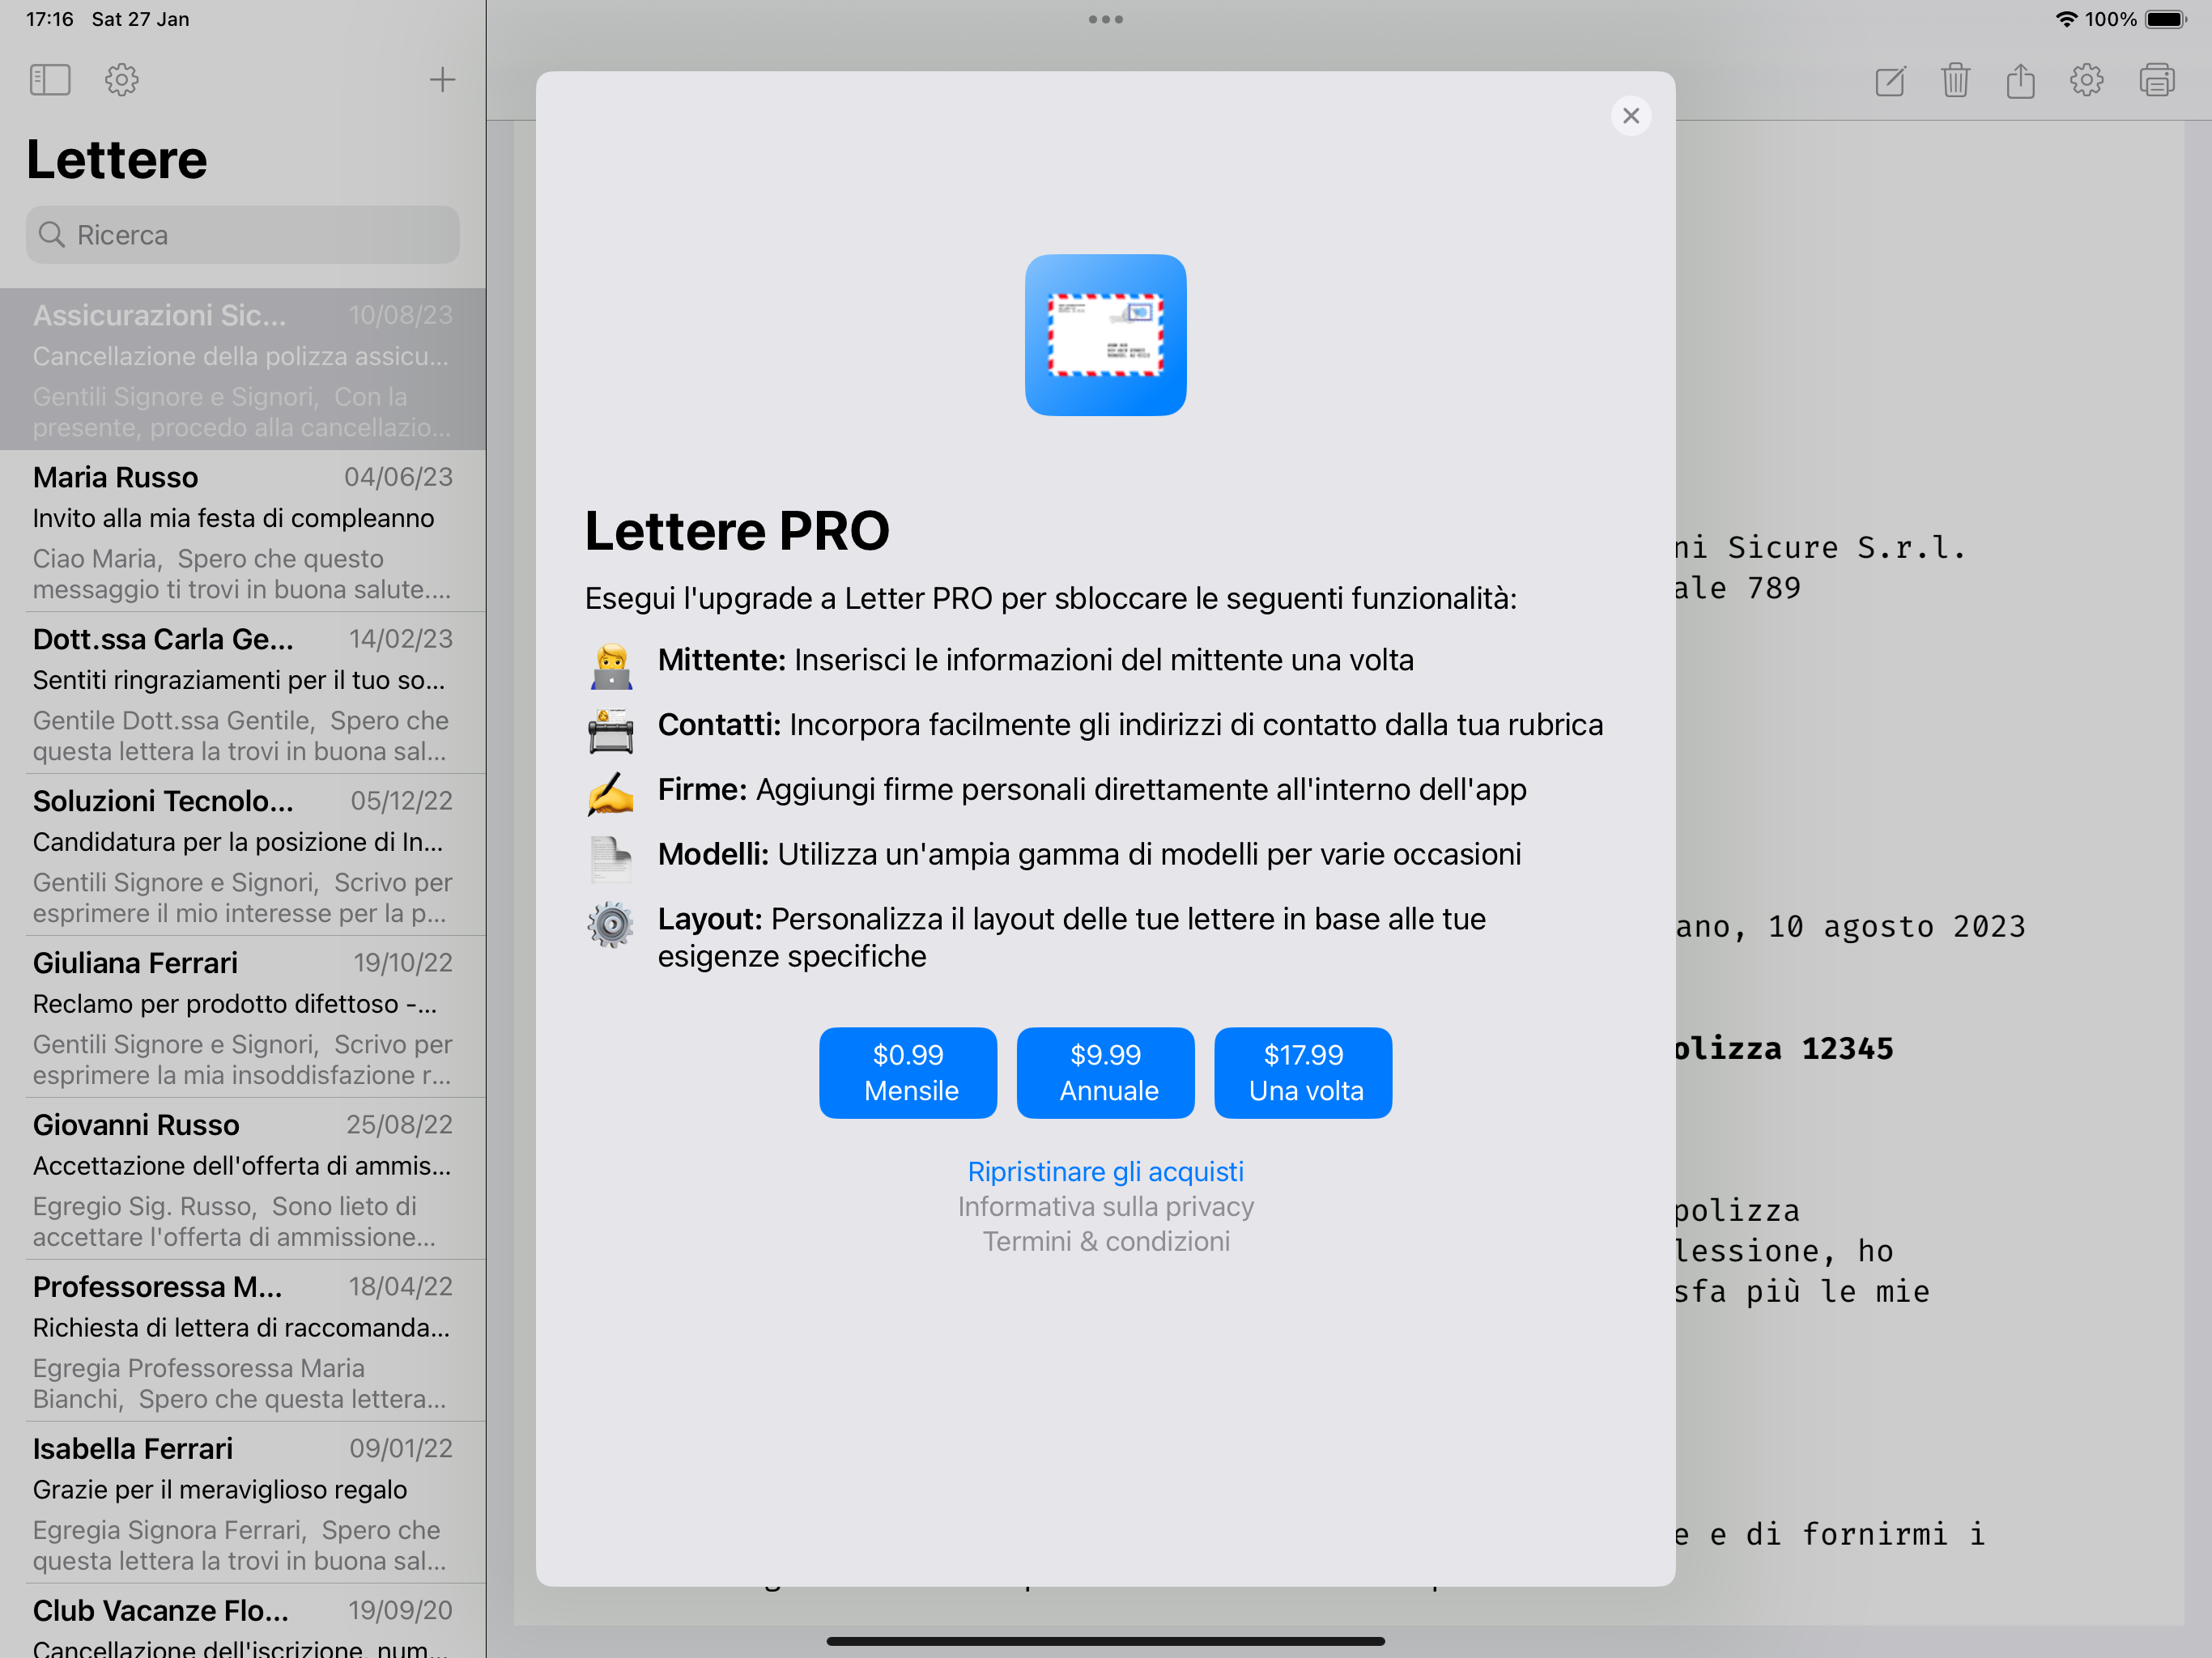 17:16 Sat 27 Jan
100%
Lettere
Ricerca
Assicurazioni Sic... 10/08/23
Cancellazione della polizza assicu...
Gentili Signore e Signori, Con la
presente, procedo alla cancellazio...
Maria Russo 04/06/23
Invito alla mia festa di compleanno
Ciao Maria, Spero che questo
messaggio ti trovi in buona salute....
Dott.ssa Carla Ge... 14/02/23
Sentiti ringraziamenti per il tuo so...
Gentile Dott.ssa Gentile, Spero che
questa lettera la trovi in buona sal...
Soluzioni Tecnolo... 05/12/22
Candidatura per la posizione di In...
Gentili Signore e Signori, Scrivo per
esprimere il mio interesse per la p...
Giuliana Ferrari 19/10/22
Reclamo per prodotto difettoso -...
Gentili Signore e Signori, Scrivo per
esprimere la mia insoddisfazione r...
Giovanni Russo 25/08/22
Accettazione dell'offerta di ammis...
Egregio Sig. Russo, Sono lieto di
accettare l'offerta di ammissione...
Professoressa M... 18/04/22
Richiesta di lettera di raccomanda...
Egregia Professoressa Maria
Bianchi, Spero che questa lettera...
Isabella Ferrari 09/01/22
Grazie per il meraviglioso regalo
Egregia Signora Ferrari, Spero che
questa lettera la trovi in buona sal...
Club Vacanze Flo... 19/09/20
Cancellazione dell'iscrizione, num...
Lettere PRO
Esegui l'upgrade a Letter PRO per sbloccare le seguenti funzionalità:
Mittente: Inserisci le informazioni del mittente una volta
Contatti: Incorpora facilmente gli indirizzi di contatto dalla tua rubrica
Firme: Aggiungi firme personali direttamente all'interno dell'app
Modelli: Utilizza un'ampia gamma di modelli per varie occasioni
Layout: Personalizza il layout delle tue lettere in base alle tue
esigenze specifiche
$0.99
Mensile
$9.99
Annuale
$17.99
Una volta
Ripristinare gli acquisti
Informativa sulla privacy
Termini & condizioni
ni Sicure S.r.l.
ale 789
ano, 10 agosto 2023
olizza 12345
polizza
lessione, ho
sfa più le mie
e e di fornirmi i